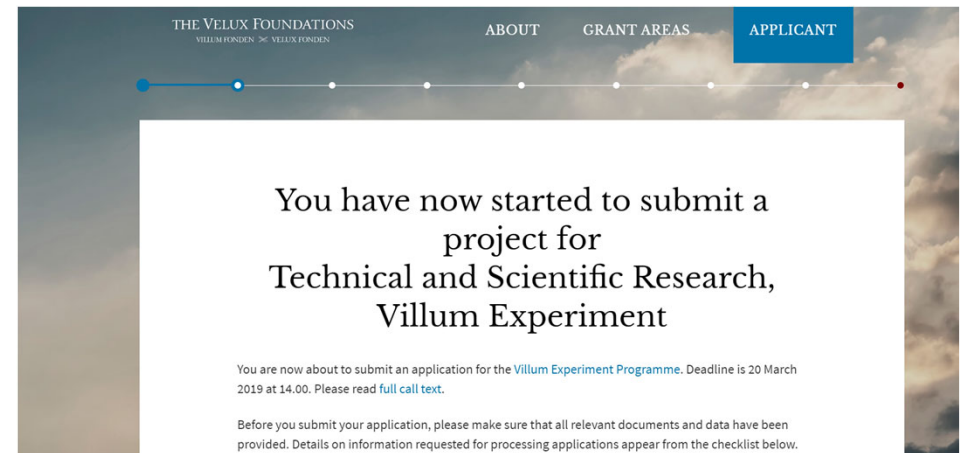 THE VELUX FOUNDATIONS
VILLUM FONDEN VELUX FONDEN
ABOUT
GRANT AREAS
APPLICANT
You have now started to submit a
project for
Technical and Scientific Research,
Villum Experiment
You are now about to submit an application for the Villum Experiment Programme. Deadline is 20 March
2019 at 14.00. Please read full call text.
Before you submit your application, please make sure that all relevant documents and data have been
provided. Details on information requested for processing applications appear from the checklist below.